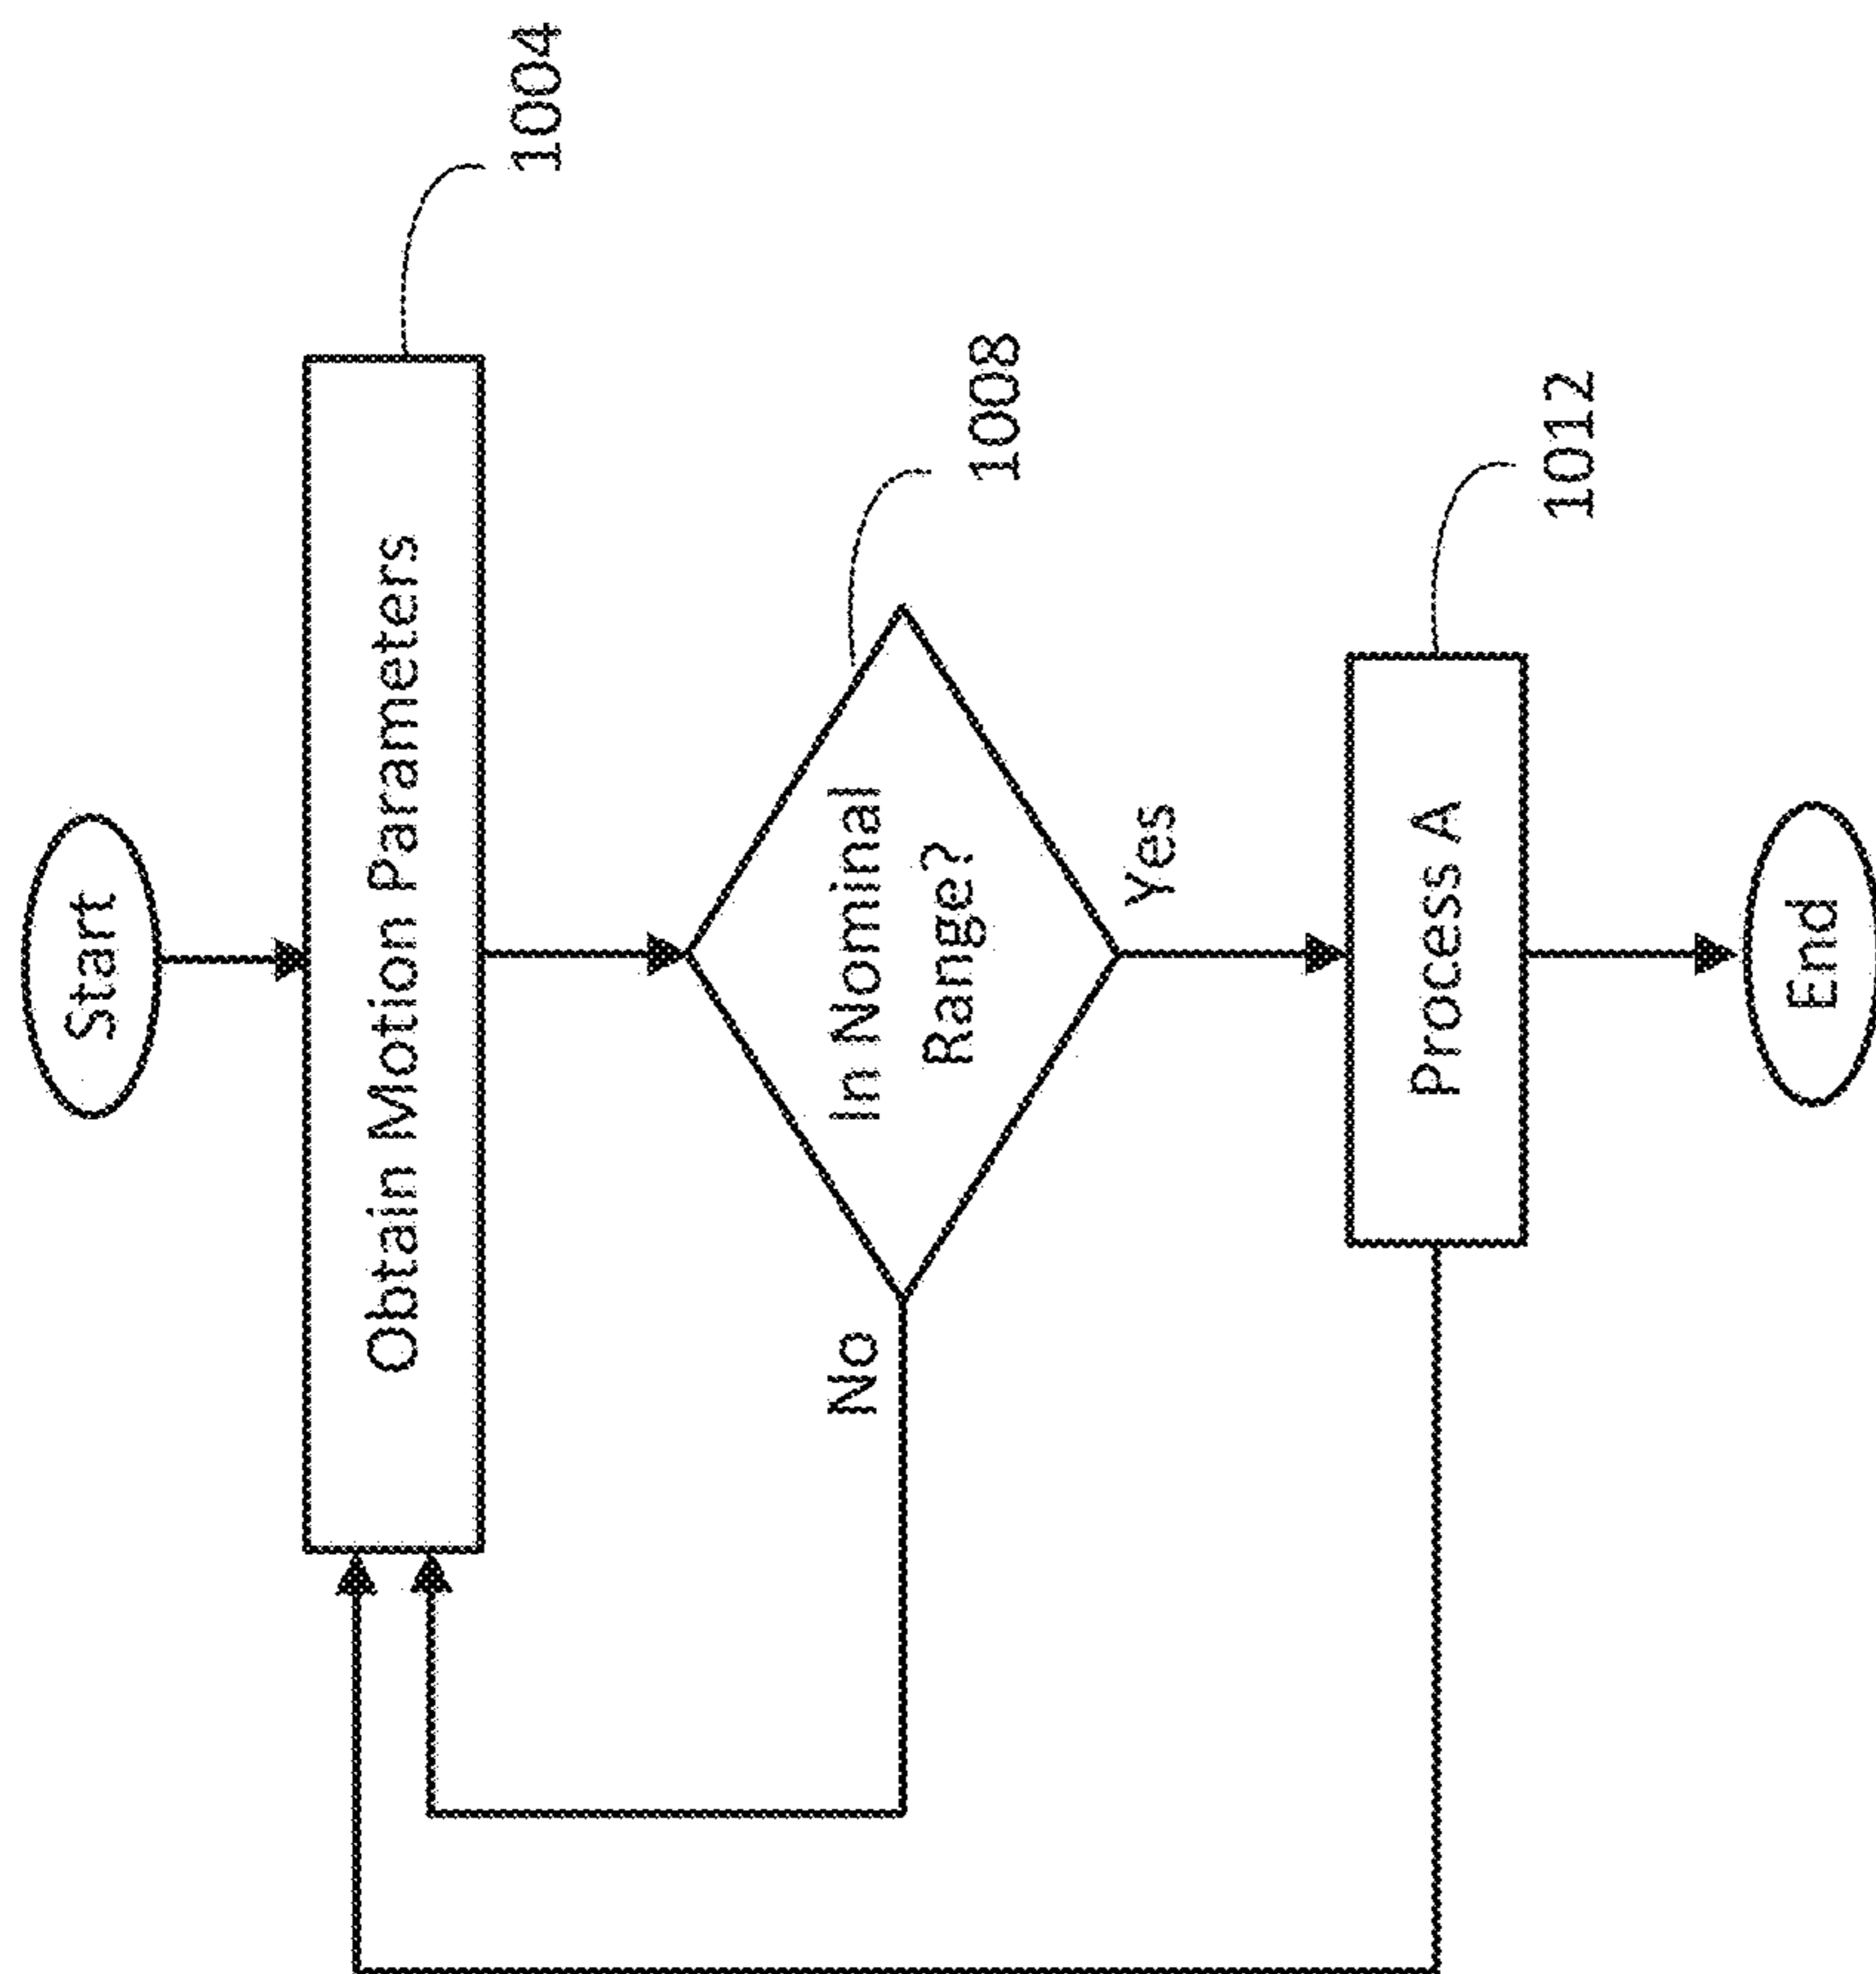 Start
Obtain Motion Parameters
1004
In Nominal
Range?
1008
No
Yes
Process A
1012
End